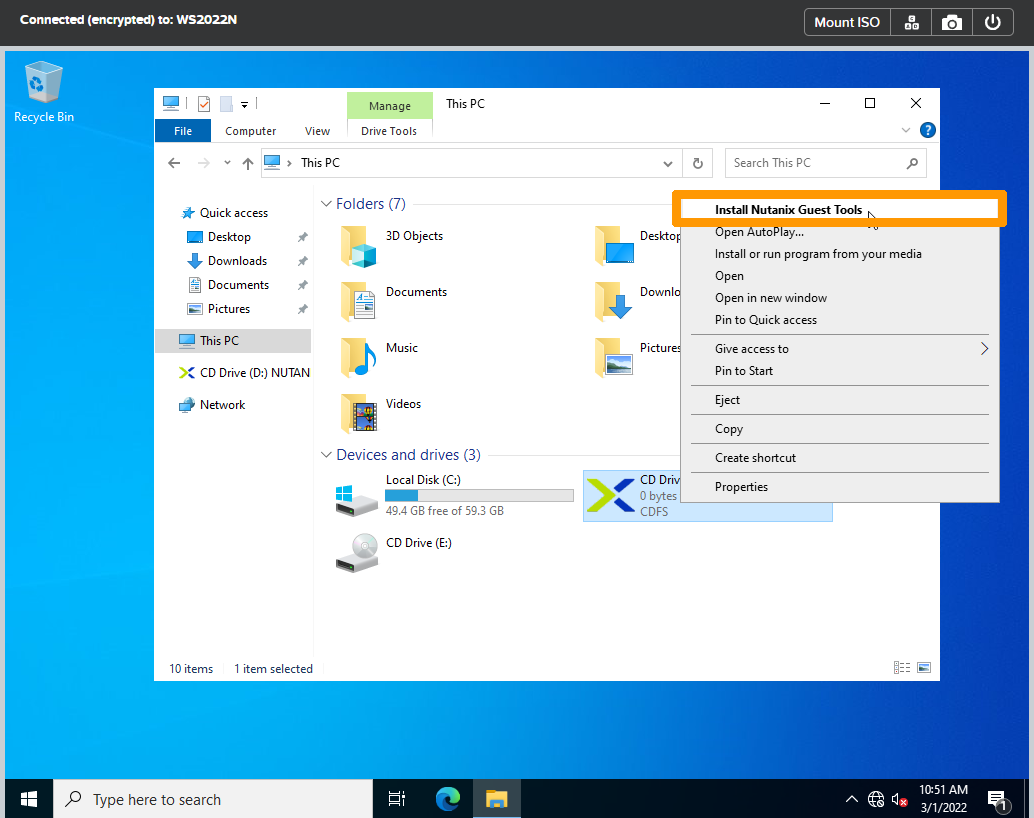 Connected (encrypted) to: WS2022N
Mount ISO
Recycle Bin
Manage
This PC
File
Computer
View
Drive Tools
This PC
Search This PC
Quick access
Desktop
Downloads
Documents
Pictures
This PC
CD Drive (D:) NUTAN
Network
Folders (7)
3D Objects
Desktop
Documents
Downlo
Music
Pictures
Videos
Devices and drives (3)
Local Disk (C:)
49.4 GB free of 59.3 GB
CD Driv
0 bytes
CDFS
CD Drive (E:)
Install Nutanix Guest Tools
Open AutoPlay...
Install or run program from your media
Open
Open in new window
Pin to Quick access
Give access to
Pin to Start
Eject
Copy
Create shortcut
Properties
10 items
1 item selected
Type here to search
10:51 AM
3/1/2022
1